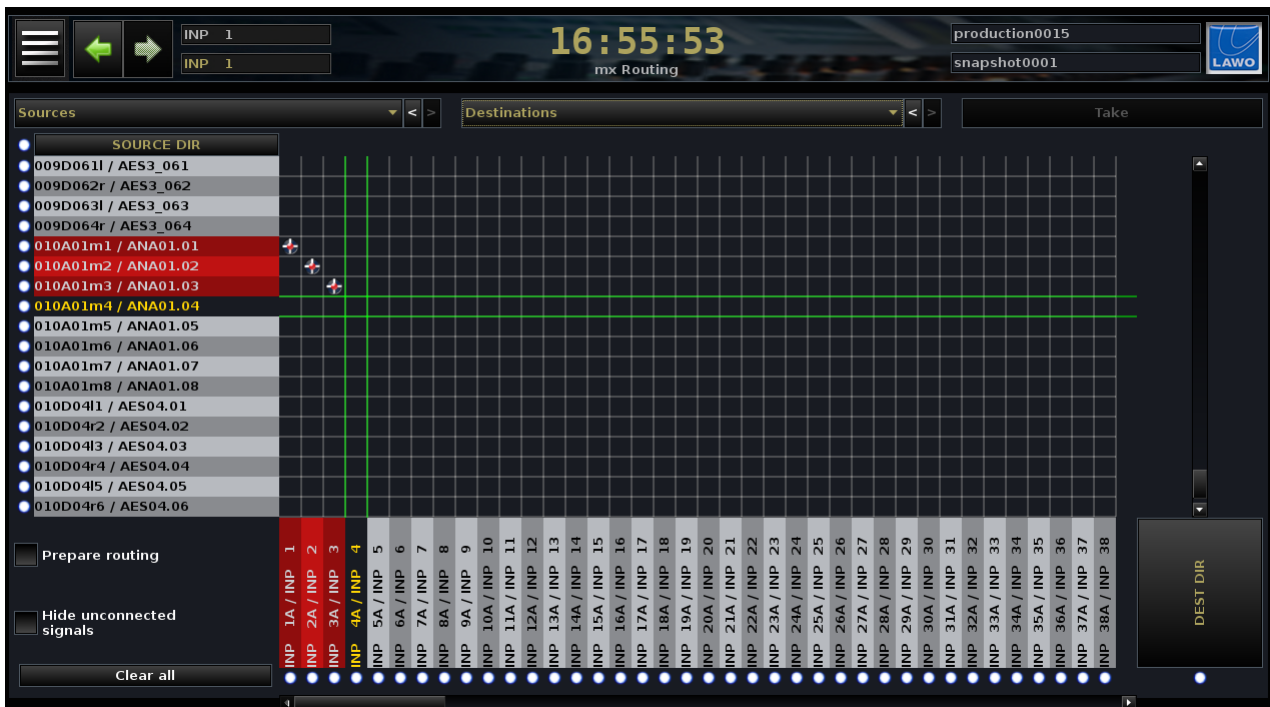 INP 1
INP 1
16:55:53
mx Routing
production0015
snapshot0001
LAWO
Sources
<
>
Destinations
<
>
Take
SOURCE DIR
009D061l / AES3_061
009D062r / AES3_062
009D063l / AES3_063
009D064r / AES3_064
010A01m1 / ANA01.01
010A01m2 / ANA01.02
010A01m3 / ANA01.03
010A01m4 / ANA01.04
010A01m5 / ANA01.05
010A01m6 / ANA01.06
010A01m7 / ANA01.07
010A01m8 / ANA01.08
010D04l1 / AES04.01
010D04r2 / AES04.02
010D04l3 / AES04.03
010D04r4 / AES04.04
010D04l5 / AES04.05
010D04r6 / AES04.06
Prepare routing
Hide unconnected
signals
Clear all
INP 1A / INP 1
INP 2A / INP 2
INP 3A / INP 3
INP 4A / INP 4
INP 5A / INP 5
INP 6A / INP 6
INP 7A / INP 7
INP 8A / INP 8
INP 9A / INP 9
INP 10A / INP 10
INP 11A / INP 11
INP 12A / INP 12
INP 13A / INP 13
INP 14A / INP 14
INP 15A / INP 15
INP 16A / INP 16
INP 17A / INP 17
INP 18A / INP 18
INP 19A / INP 19
INP 20A / INP 20
INP 21A / INP 21
INP 22A / INP 22
INP 23A / INP 23
INP 24A / INP 24
INP 25A / INP 25
INP 26A / INP 26
INP 27A / INP 27
INP 28A / INP 28
INP 29A / INP 29
INP 30A / INP 30
INP 31A / INP 31
INP 32A / INP 32
INP 33A / INP 33
INP 34A / INP 34
INP 35A / INP 35
INP 36A / INP 36
INP 37A / INP 37
INP 38A / INP 38
DEST DIR